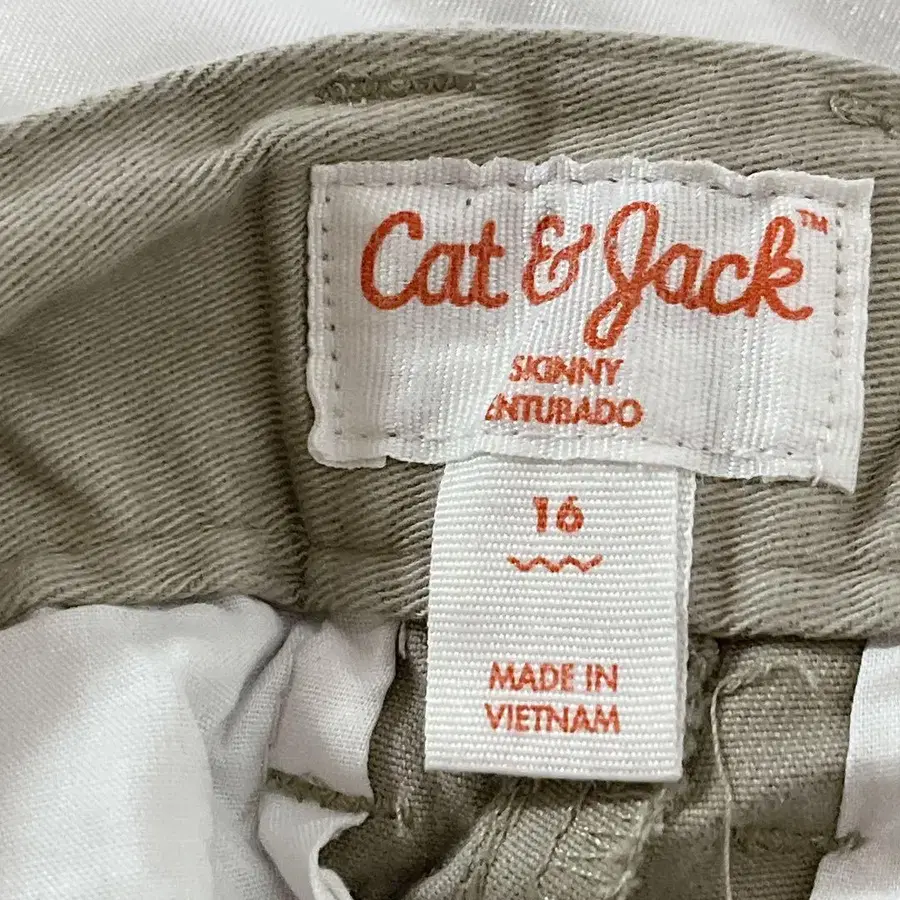 Cat & Jack™
SKINNY
ENTUBADO
16
MADE IN
VIETNAM